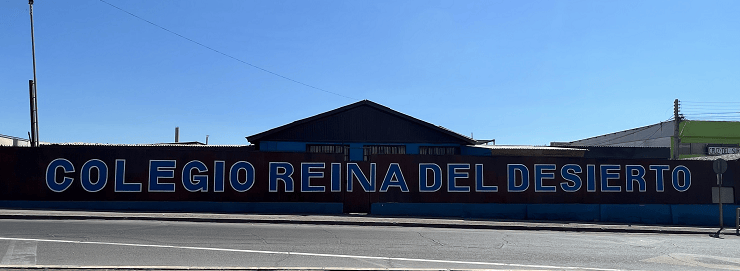 COLEGIO REINA DEL DESIERTO